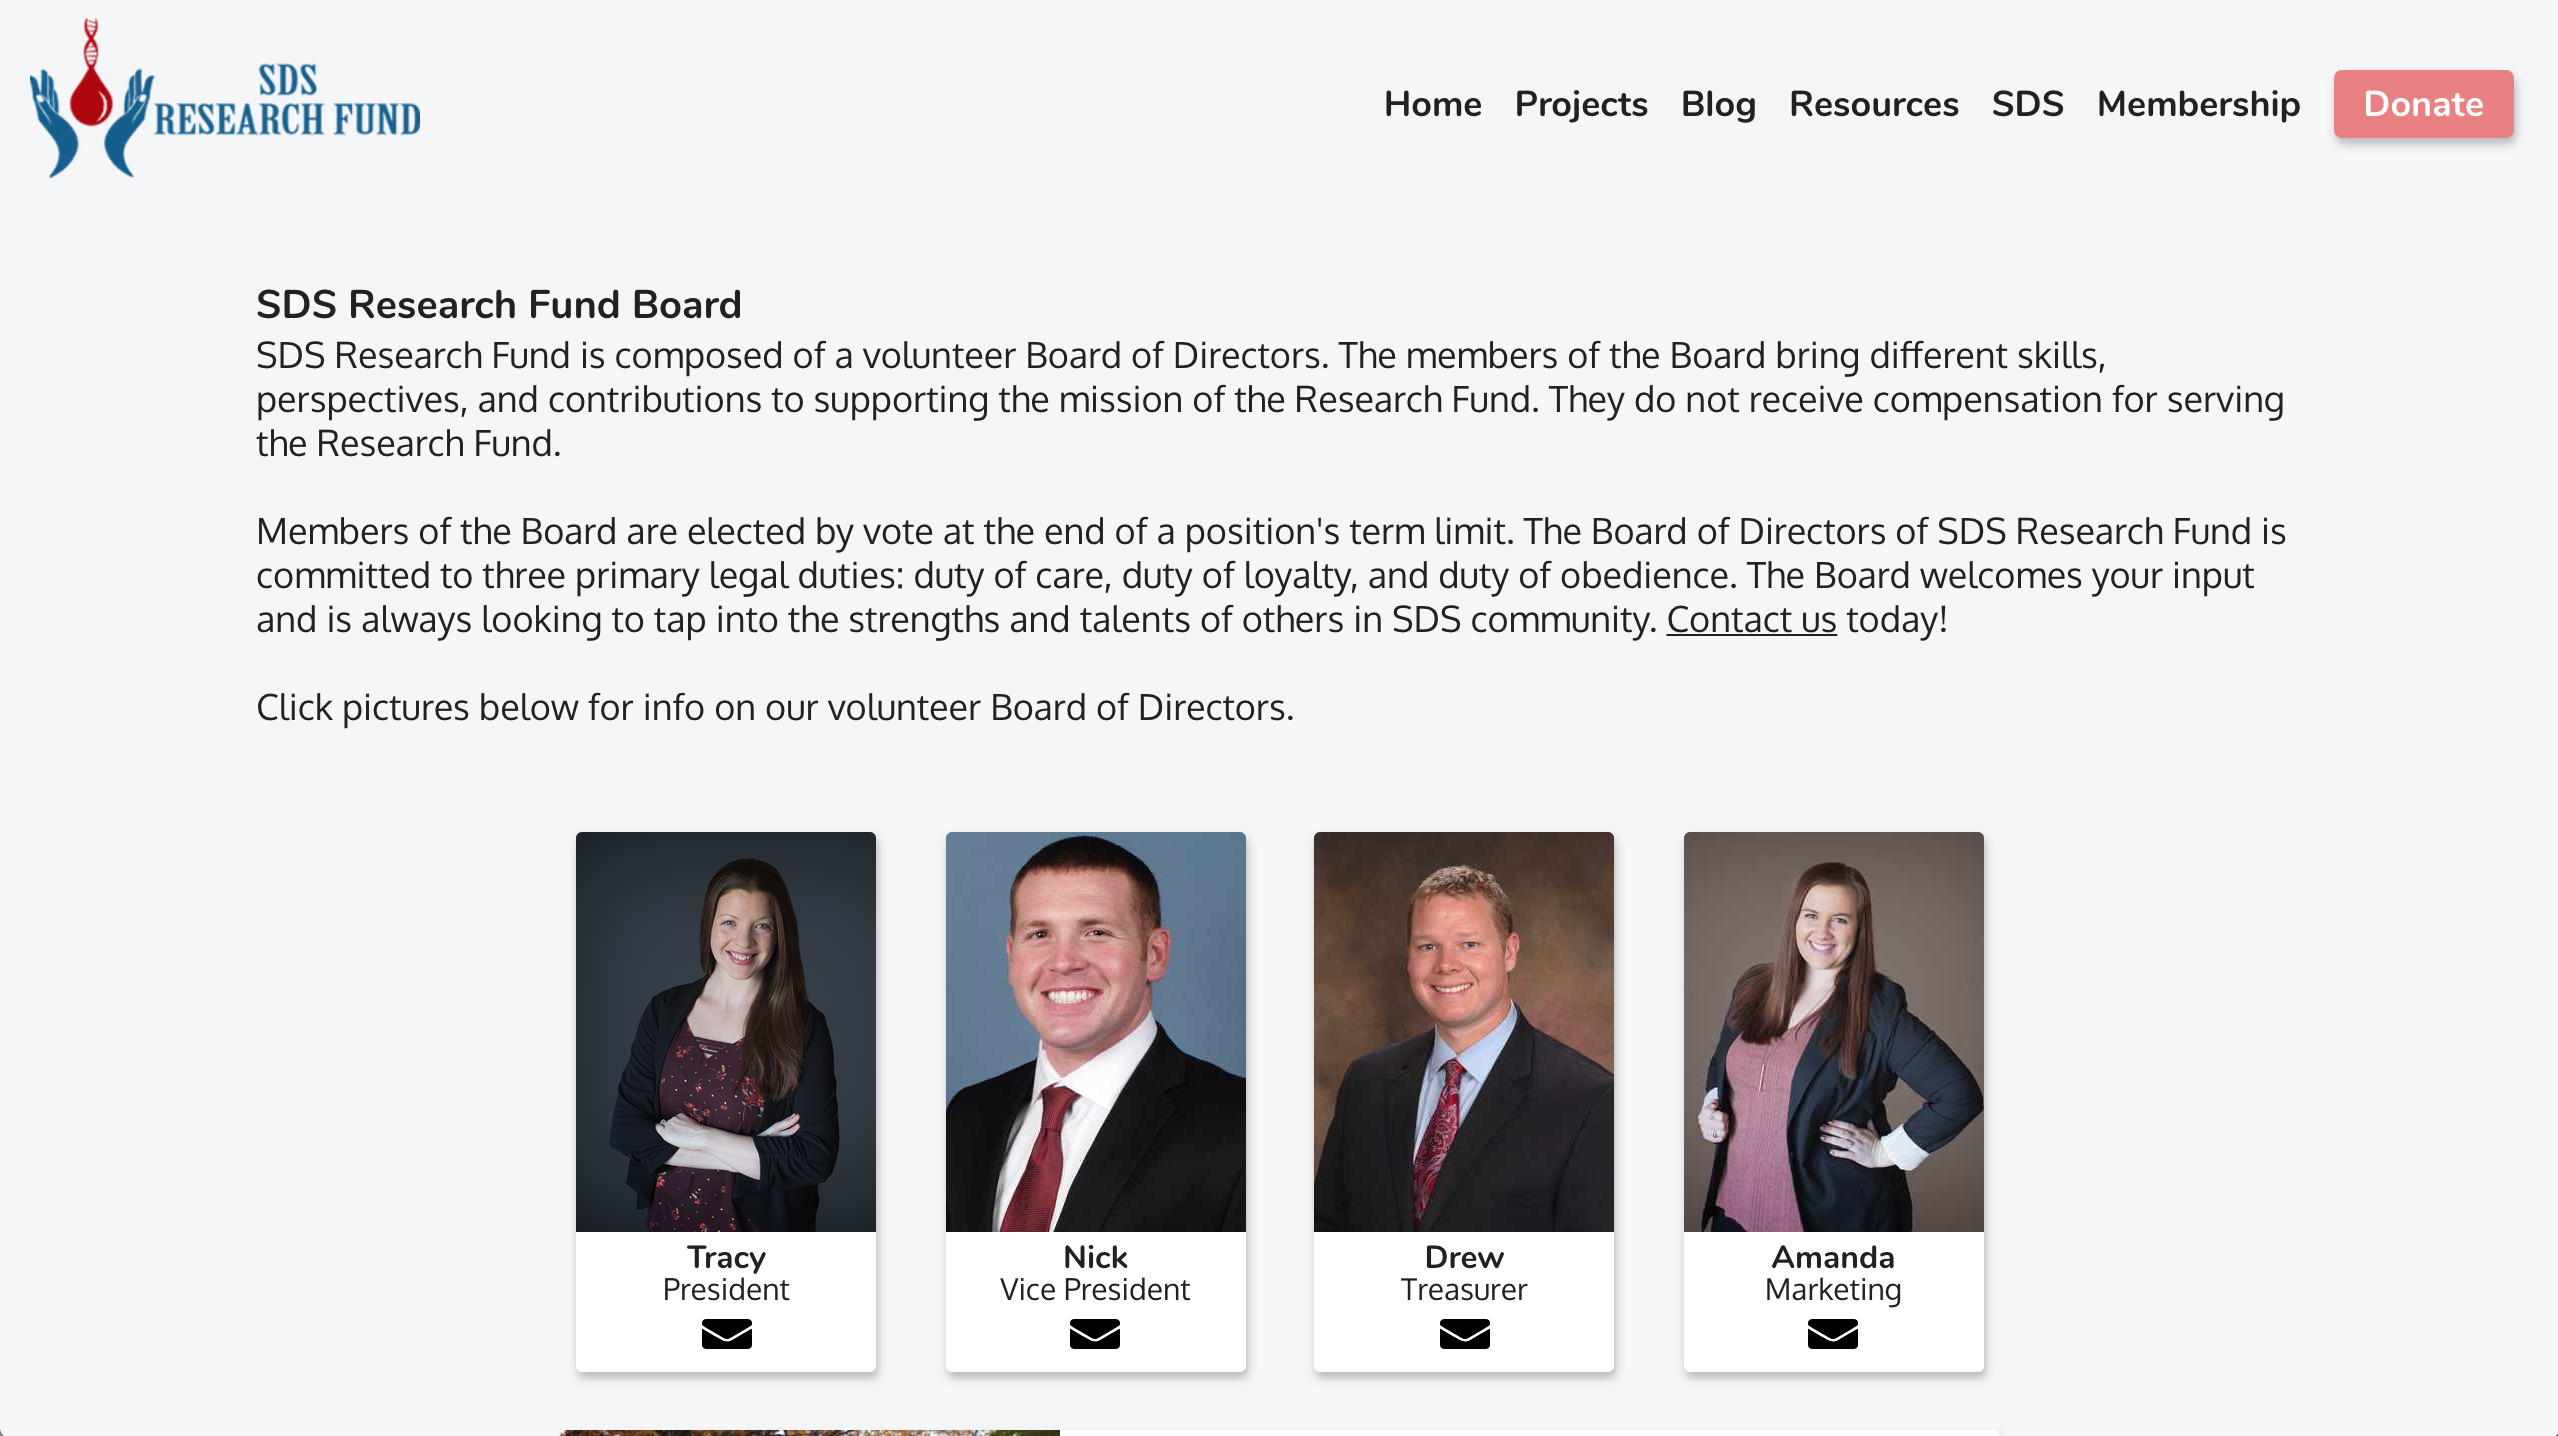 SDS
RESEARCH FUND
Home Projects Blog Resources SDS Membership Donate
SDS Research Fund Board
SDS Research Fund is composed of a volunteer Board of Directors. The members of the Board bring different skills,
perspectives, and contributions to supporting the mission of the Research Fund. They do not receive compensation for serving
the Research Fund.
Members of the Board are elected by vote at the end of a position's term limit. The Board of Directors of SDS Research Fund is
committed to three primary legal duties: duty of care, duty of loyalty, and duty of obedience. The Board welcomes your input
and is always looking to tap into the strengths and talents of others in SDS community. Contact us today!
Click pictures below for info on our volunteer Board of Directors.
Tracy
President
Nick
Vice President
Drew
Treasurer
Amanda
Marketing